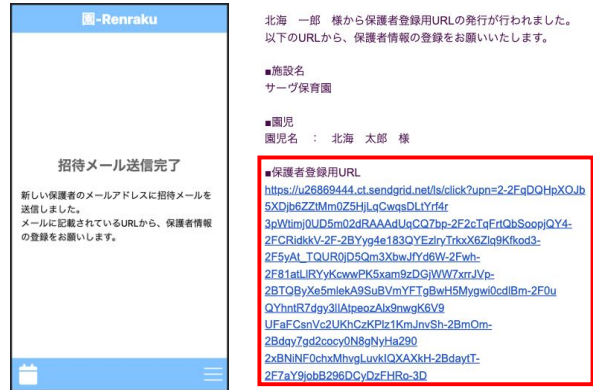 園-Renraku
招待メール送信完了
新しい保護者のメールアドレスに招待メールを
送信しました。
メールに記載されているURLから、保護者情報
の登録をお願いします。
北海　一郎　様から保護者登録用URLの発行が行われました。
以下のURLから、保護者情報の登録をお願いいたします。
■施設名
サーヴ保育園
■園児
園児名　：　北海　太郎　様
■保護者登録用URL
https://u26869444.ct.sendgrid.net/ls/click?upn=2-2FqDQHpXOJb
5XDjb6ZZtMm0Z5HjLqCwqsDLtYrf4r
3pWtimj0UD5m02dRAAAdUqCQ7bp-2F2cTqFrtQbSoopjQY4-
2FCRidkkV-2F-2BYyg4e183QYEzlryTrkxX6Zlq9Kfkod3-
2F5yAt_TQUR0jD5Qm3XbwJfYd6W-2Fwh-
2F81atLlRYyKcwwPK5xam9zDGjWW7xrrJVp-
2BTQByXe5mlekA9SuBVmYFTgBwH5Mygwi0cdlBm-2F0u
QYhntR7dgy3lIAtpeozAlx9nwgK6V9
UFaFCsnVc2UKhCzKPlz1KmJnvSh-2BmOm-
2Bdqy7gd2cocy0N8gNyHa290
2xBNiNF0chxMhvgLuvklQXAXkH-2BdaytT-
2F7aY9jobB296DCyDzFHRo-3D